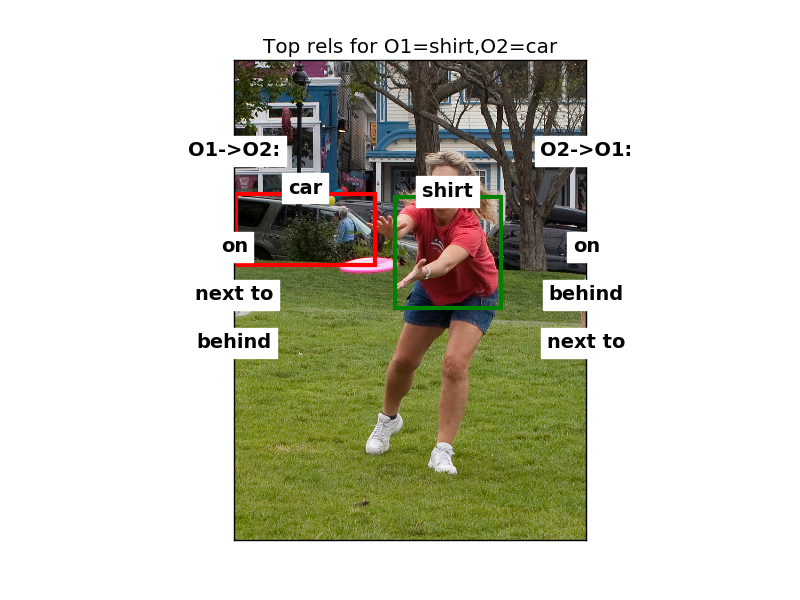 Top rels for O1=shirt,O2=car
O1->O2:
O2->O1:
car
shirt
on
on
next to
behind
behind
next to